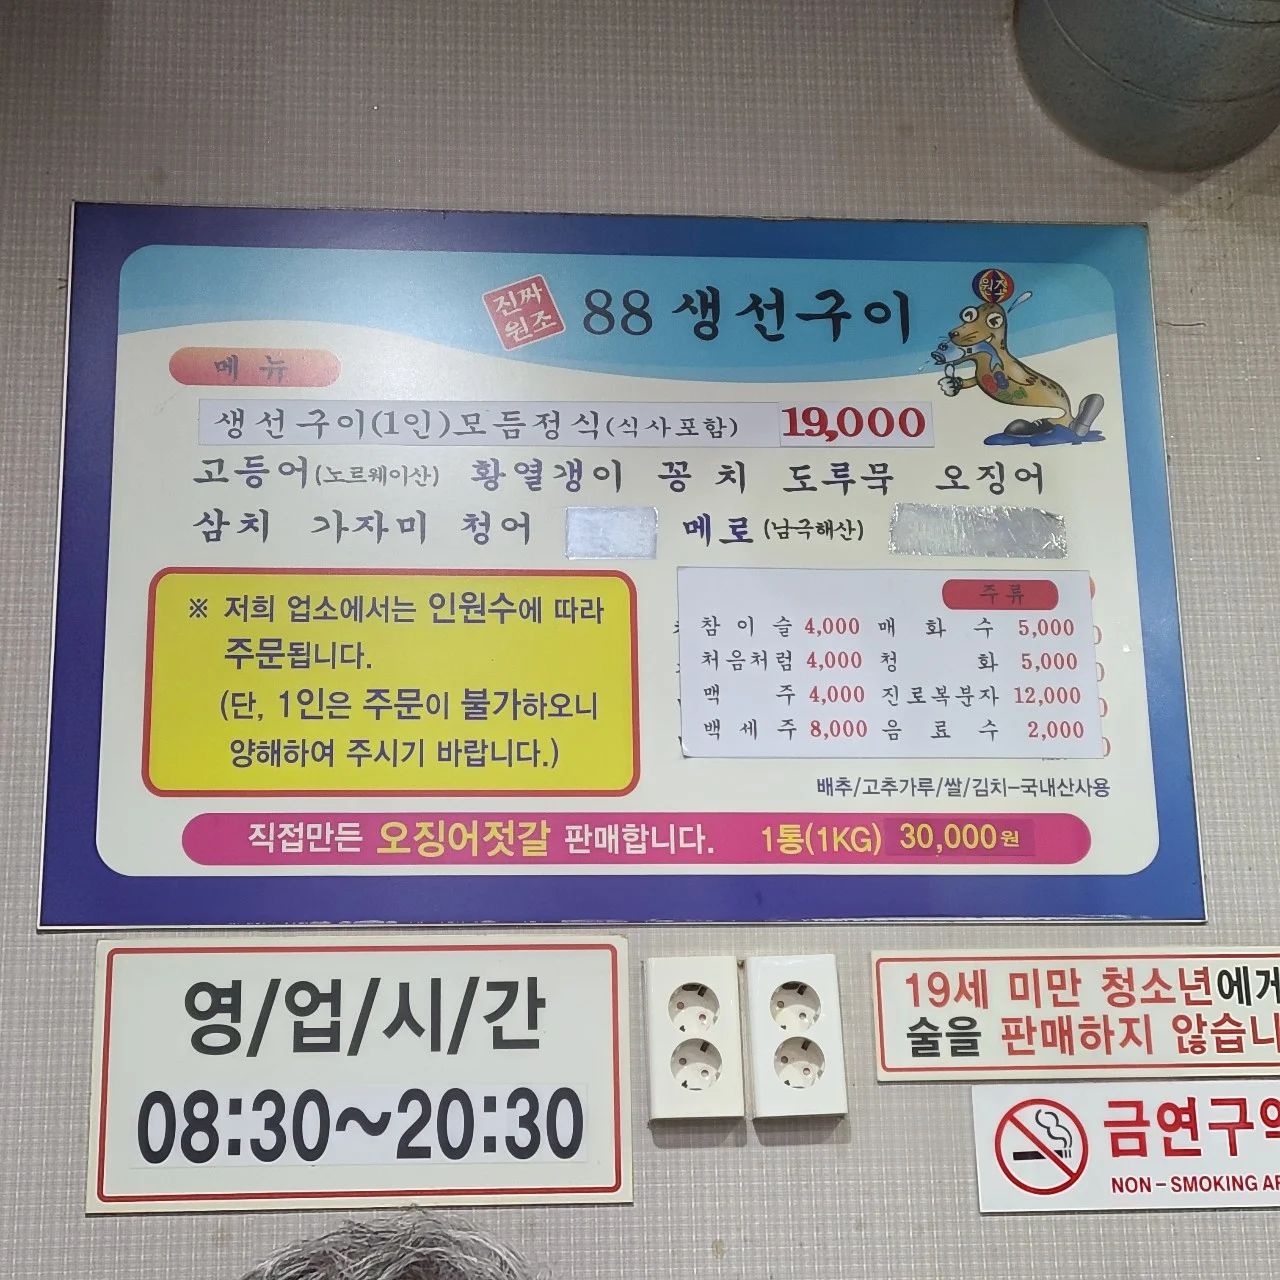 진짜
원조
88 생선구이
원조
메뉴
생선구이(1인)모듬정식(식사포함) 19,000
고등어(노르웨이산) 황열갱이 꽁치 도루묵 오징어
삼치 가자미 청어 메로(남극해산)
※ 저희 업소에서는 인원수에 따라
주문됩니다.
(단, 1인은 주문이 불가하오니
양해하여 주시기 바랍니다.)
주류
참이슬 4,000 매화수 5,000
처음처럼 4,000 청화 5,000
맥주 4,000 진로복분자 12,000
백세주 8,000 음료수 2,000
배추/고추가루/쌀/김치-국내산사용
직접만든 오징어젓갈 판매합니다. 1통(1KG) 30,000원
영/업/시/간
08:30~20:30
19세 미만 청소년에게
술을 판매하지 않습니
금연구역
NON-SMOKING AR